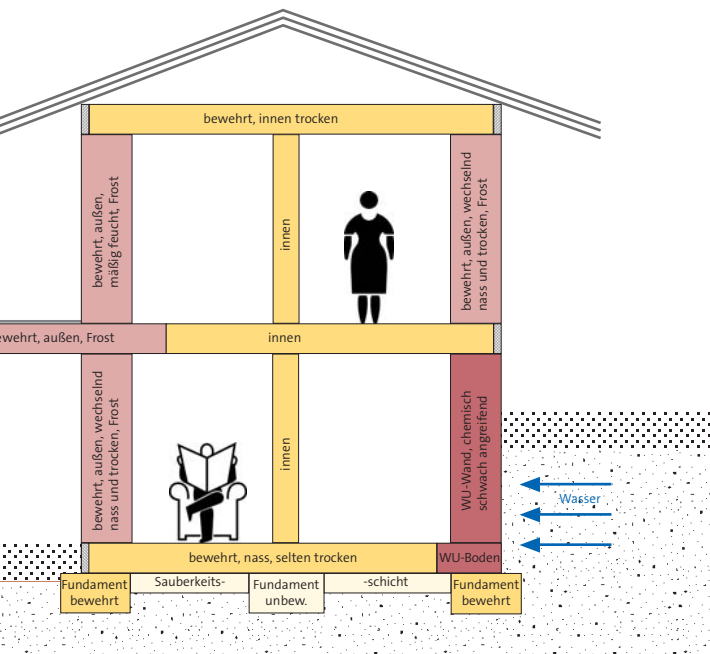 bewehrt, innen trocken
bewehrt, außen,
mäßig feucht, Frost
innen
bewehrt, außen, wechselnd
nass und trocken, Frost
ewehrt, außen, Frost
innen
bewehrt, außen, wechselnd
nass und trocken, Frost
innen
WU-Wand, chemisch
schwach angreifend
Wasser
bewehrt, nass, selten trocken
WU-Boden
Fundament
bewehrt
Sauberkeits-
Fundament
unbew.
-schicht
Fundament
bewehrt